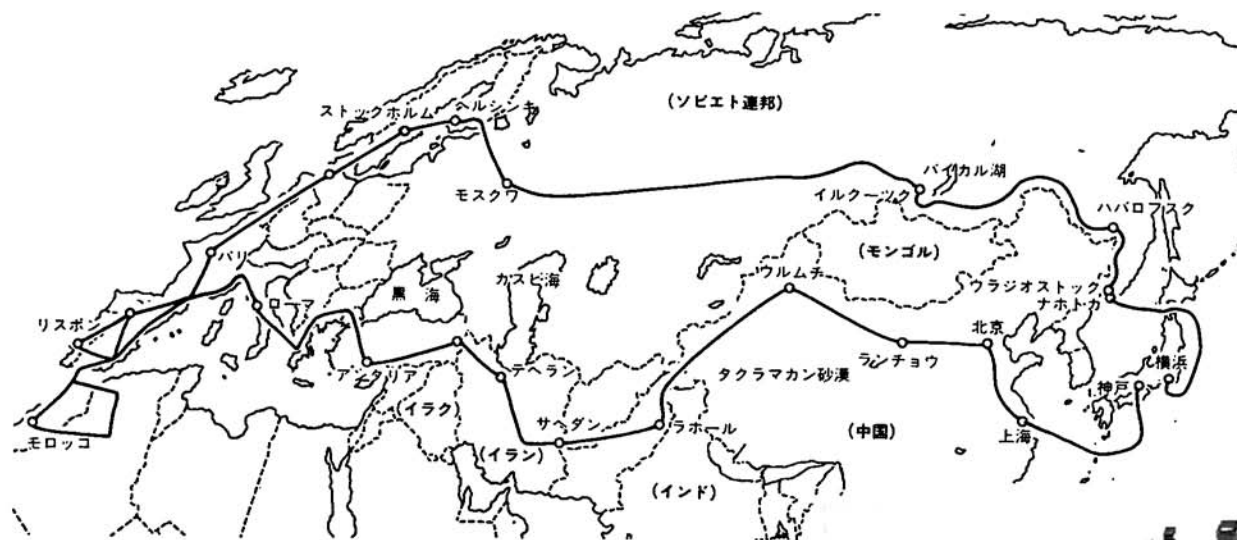 (ソビエト連邦)
ストックホルム
ヘルシンキ
モスクワ
イルクーツク
バイカル湖
ハバロフスク
(モンゴル)
パリ
ウルムチ
カスピ海
黒海
ローマ
リスボン
ウラジオストック
ナホトカ
北京
ランチョウ
横浜
神戸
アンタリア
テヘラン
タクラマカン砂漠
(イラク)
モロッコ
サヘダン
ラホール
(中国)
上海
(イラン)
(インド)